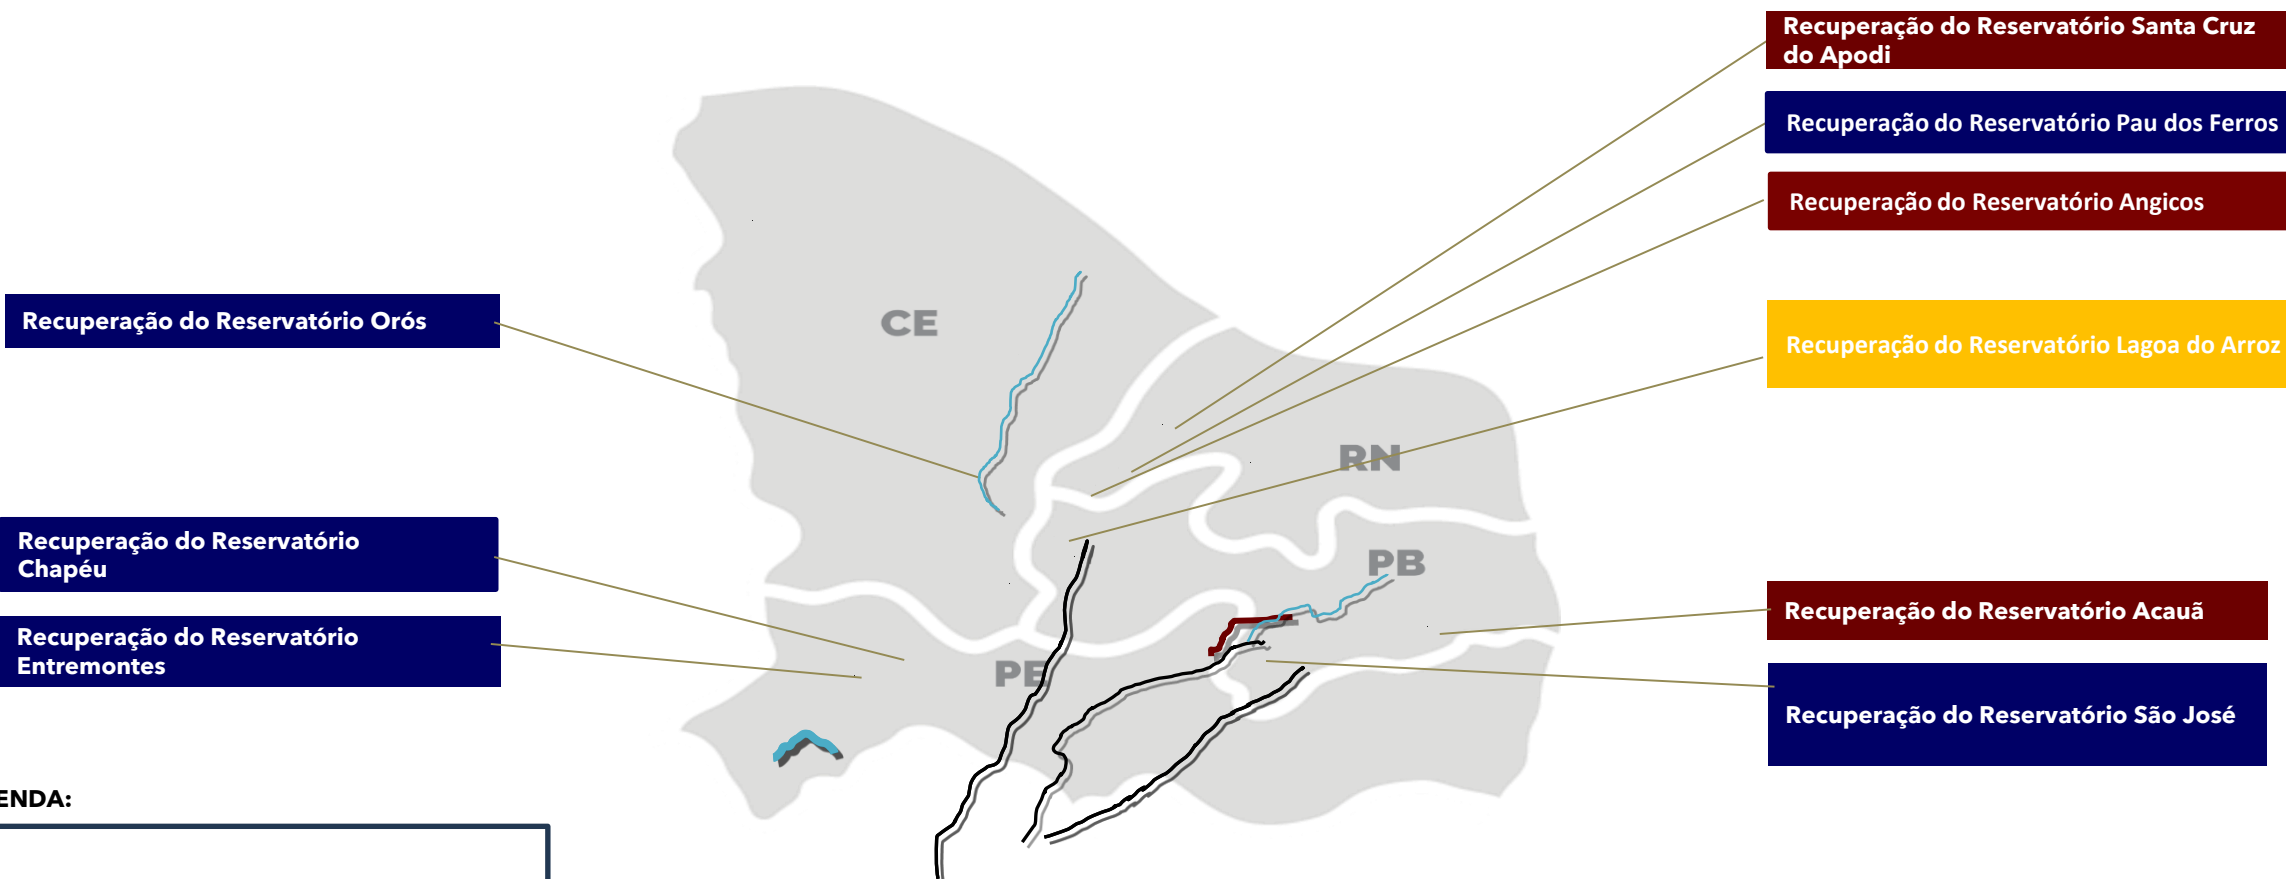 Recuperação do Reservatório Santa Cruz
do Apodi
Recuperação do Reservatório Pau dos Ferros
Recuperação do Reservatório Angicos
Recuperação do Reservatório Orós
CE
Recuperação do Reservatório Lagoa do Arroz
RN
Recuperação do Reservatório
Chapéu
PB
Recuperação do Reservatório Acauã
Recuperação do Reservatório
Entremontes
PE
Recuperação do Reservatório São José
ENDA: